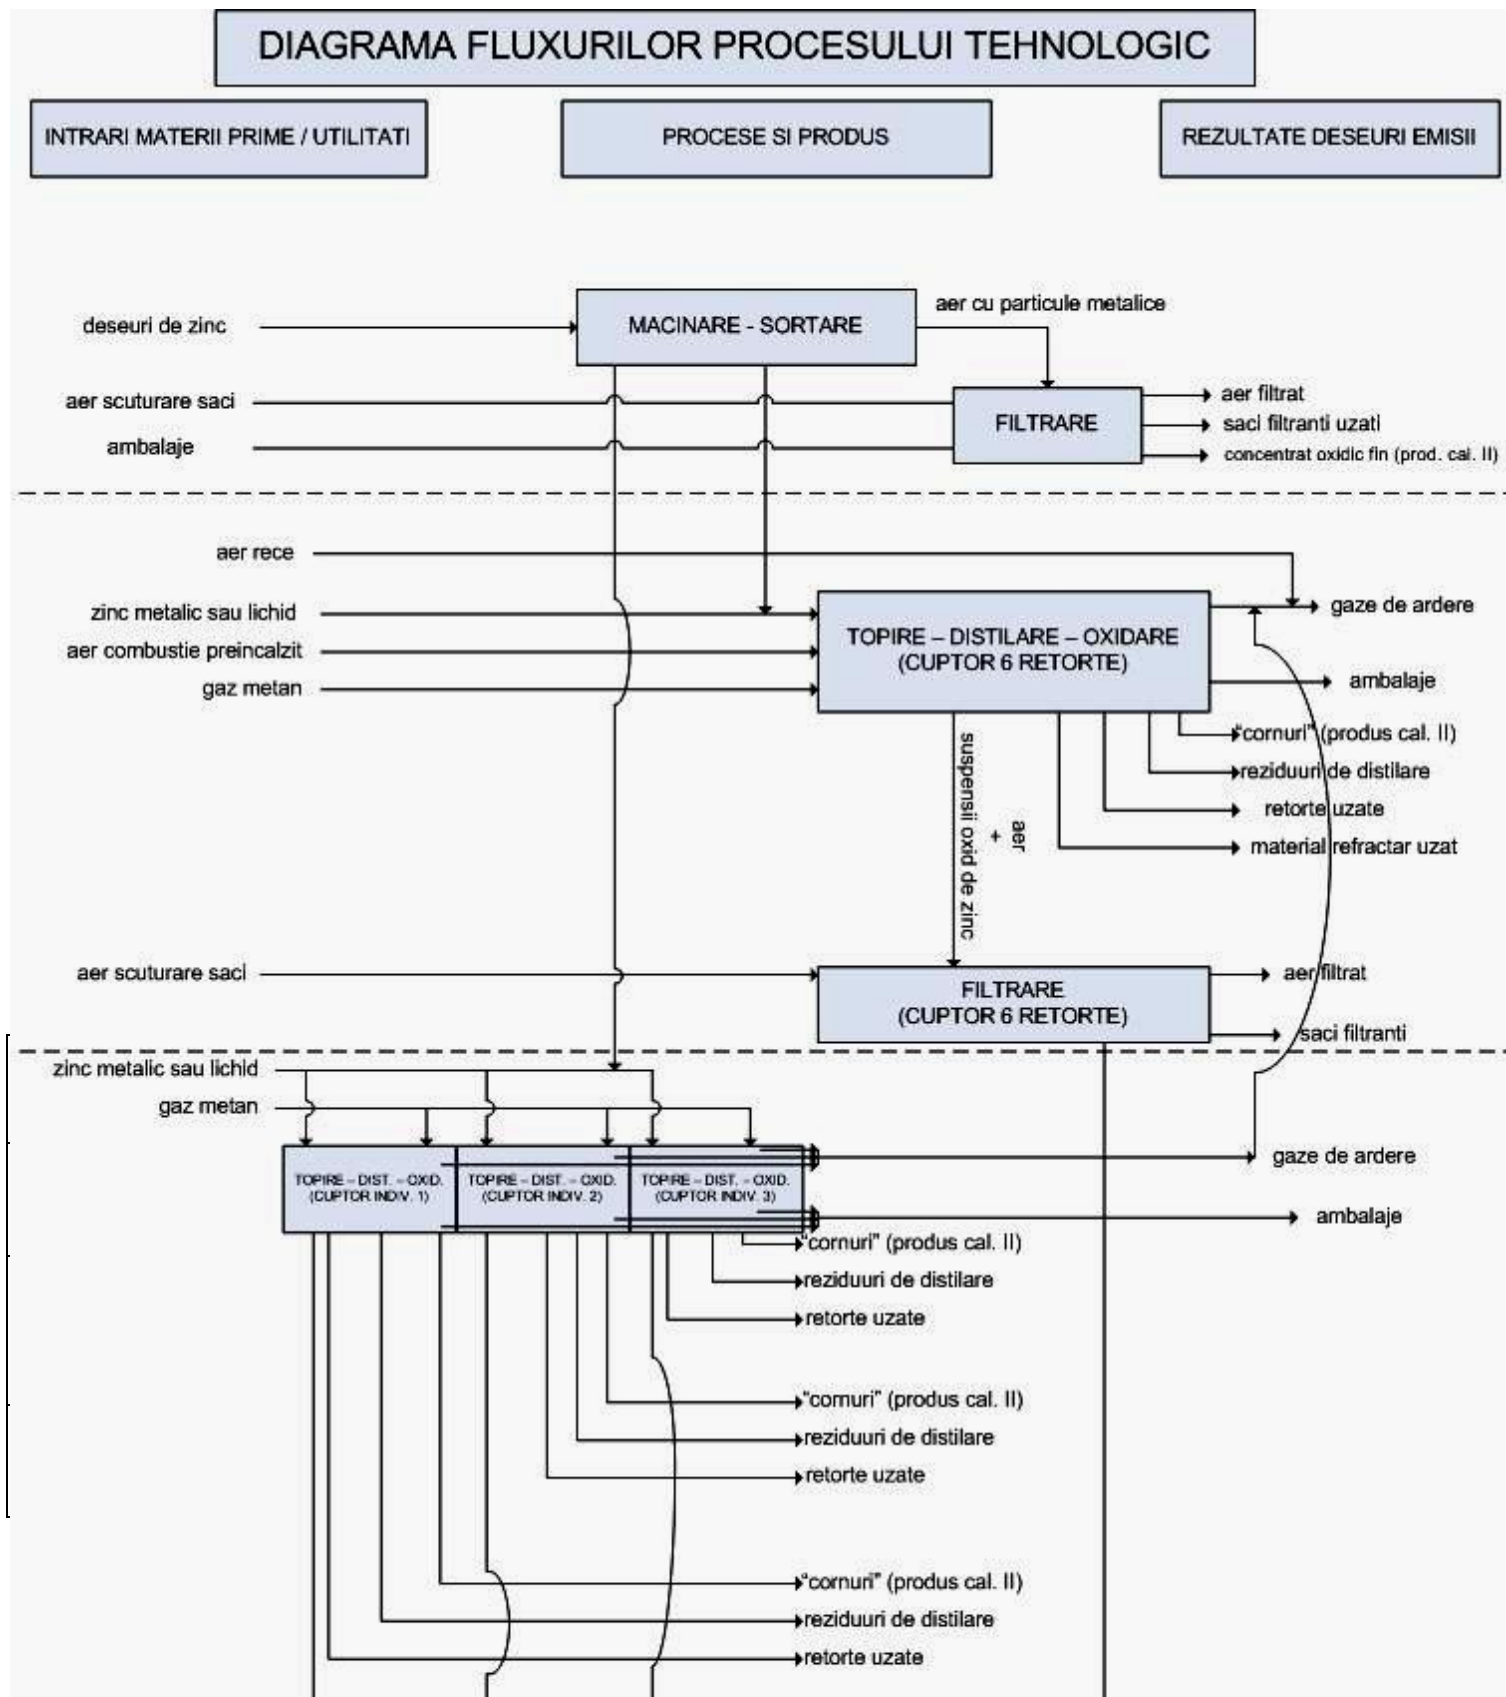 DIAGRAMA FLUXURILOR PROCESULUI TEHNOLOGIC
INTRARI MATERII PRIME / UTILITATI
PROCESE SI PRODUS
REZULTATE DESEURI EMISII
deseuri de zinc
MACINARE - SORTARE
aer cu particule metalice
aer scuturare saci
ambalaje
FILTRARE
aer filtrat
saci filtranti uzati
concentrat oxidic fin (prod. cal. II)
aer rece
zinc metalic sau lichid
aer combustie preincalzit
gaz metan
TOPIRE – DISTILARE – OXIDARE
(CUPTOR 6 RETORTE)
gaze de ardere
ambalaje
"cornuri" (produs cal. II)
reziduuri de distilare
retorte uzate
material refractar uzat
aer
+
suspensii oxid de zinc
aer scuturare saci
FILTRARE
(CUPTOR 6 RETORTE)
aer filtrat
saci filtranti
zinc metalic sau lichid
gaz metan
TOPIRE – DIST. – OXID.
(CUPTOR INDIV. 1)
TOPIRE – DIST. – OXID.
(CUPTOR INDIV. 2)
TOPIRE – DIST. – OXID.
(CUPTOR INDIV. 3)
gaze de ardere
ambalaje
"cornuri" (produs cal. II)
reziduuri de distilare
retorte uzate
"cornuri" (produs cal. II)
reziduuri de distilare
retorte uzate
"cornuri" (produs cal. II)
reziduuri de distilare
retorte uzate